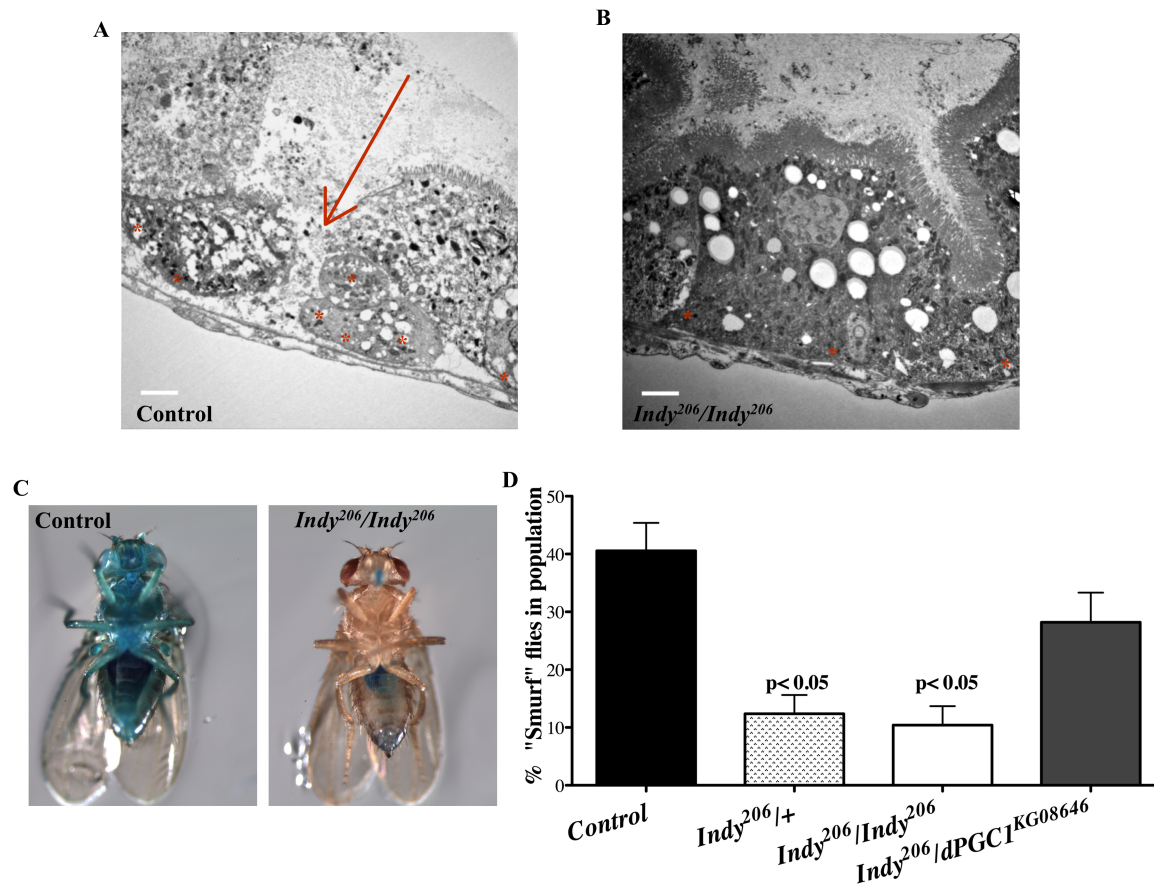 A
B
Control
Indy206/Indy206
C
D
Control
Indy206/Indy206
% "Smurf" flies in population
50
40
30
20
10
0
p< 0.05
p< 0.05
Control
Indy206/+
Indy206/Indy206
Indy206/dPGC1KG08646